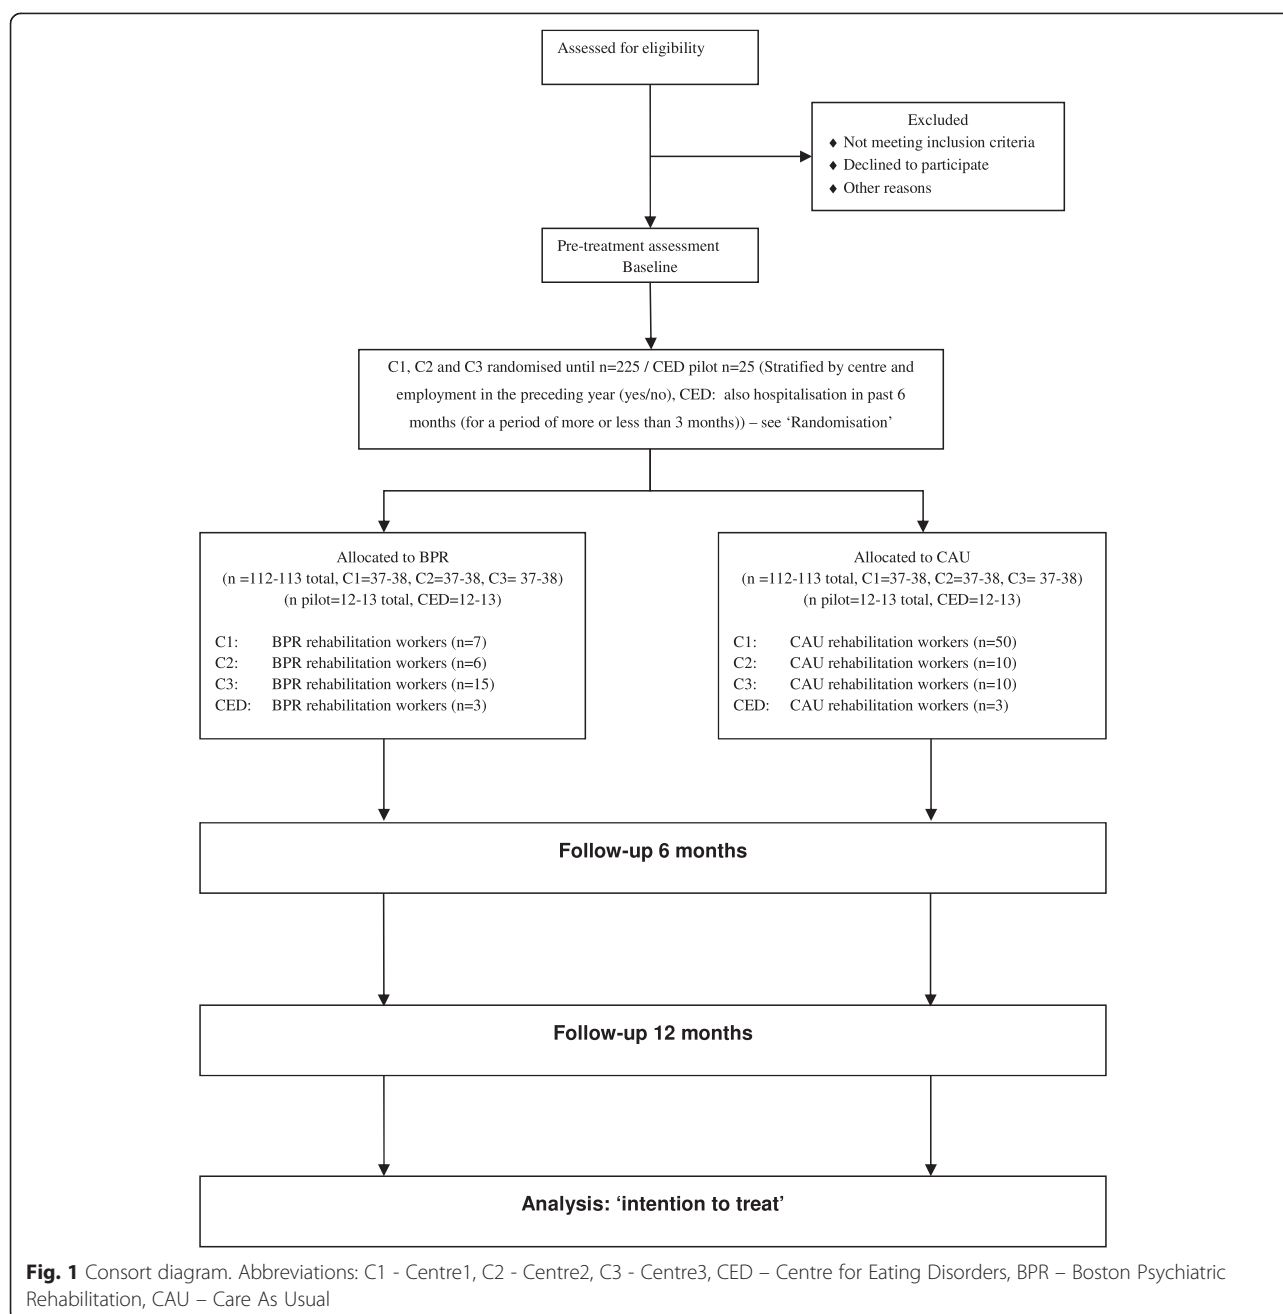 Assessed for eligibility
Excluded
♦ Not meeting inclusion criteria
♦ Declined to participate
♦ Other reasons
Pre-treatment assessment
Baseline
C1, C2 and C3 randomised until n=225 / CED pilot n=25 (Stratified by centre and
employment in the preceding year (yes/no), CED: also hospitalisation in past 6
months (for a period of more or less than 3 months)) – see ‘Randomisation’
Allocated to BPR
(n =112-113 total, C1=37-38, C2=37-38, C3= 37-38)
(n pilot=12-13 total, CED=12-13)
C1: BPR rehabilitation workers (n=7)
C2: BPR rehabilitation workers (n=6)
C3: BPR rehabilitation workers (n=15)
CED: BPR rehabilitation workers (n=3)
Allocated to CAU
(n =112-113 total, C1=37-38, C2=37-38, C3= 37-38)
(n pilot=12-13 total, CED=12-13)
C1: CAU rehabilitation workers (n=50)
C2: CAU rehabilitation workers (n=10)
C3: CAU rehabilitation workers (n=10)
CED: CAU rehabilitation workers (n=3)
Follow-up 6 months
Follow-up 12 months
Analysis: ‘intention to treat’
Fig. 1 Consort diagram. Abbreviations: C1 - Centre1, C2 - Centre2, C3 - Centre3, CED – Centre for Eating Disorders, BPR – Boston Psychiatric
Rehabilitation, CAU – Care As Usual